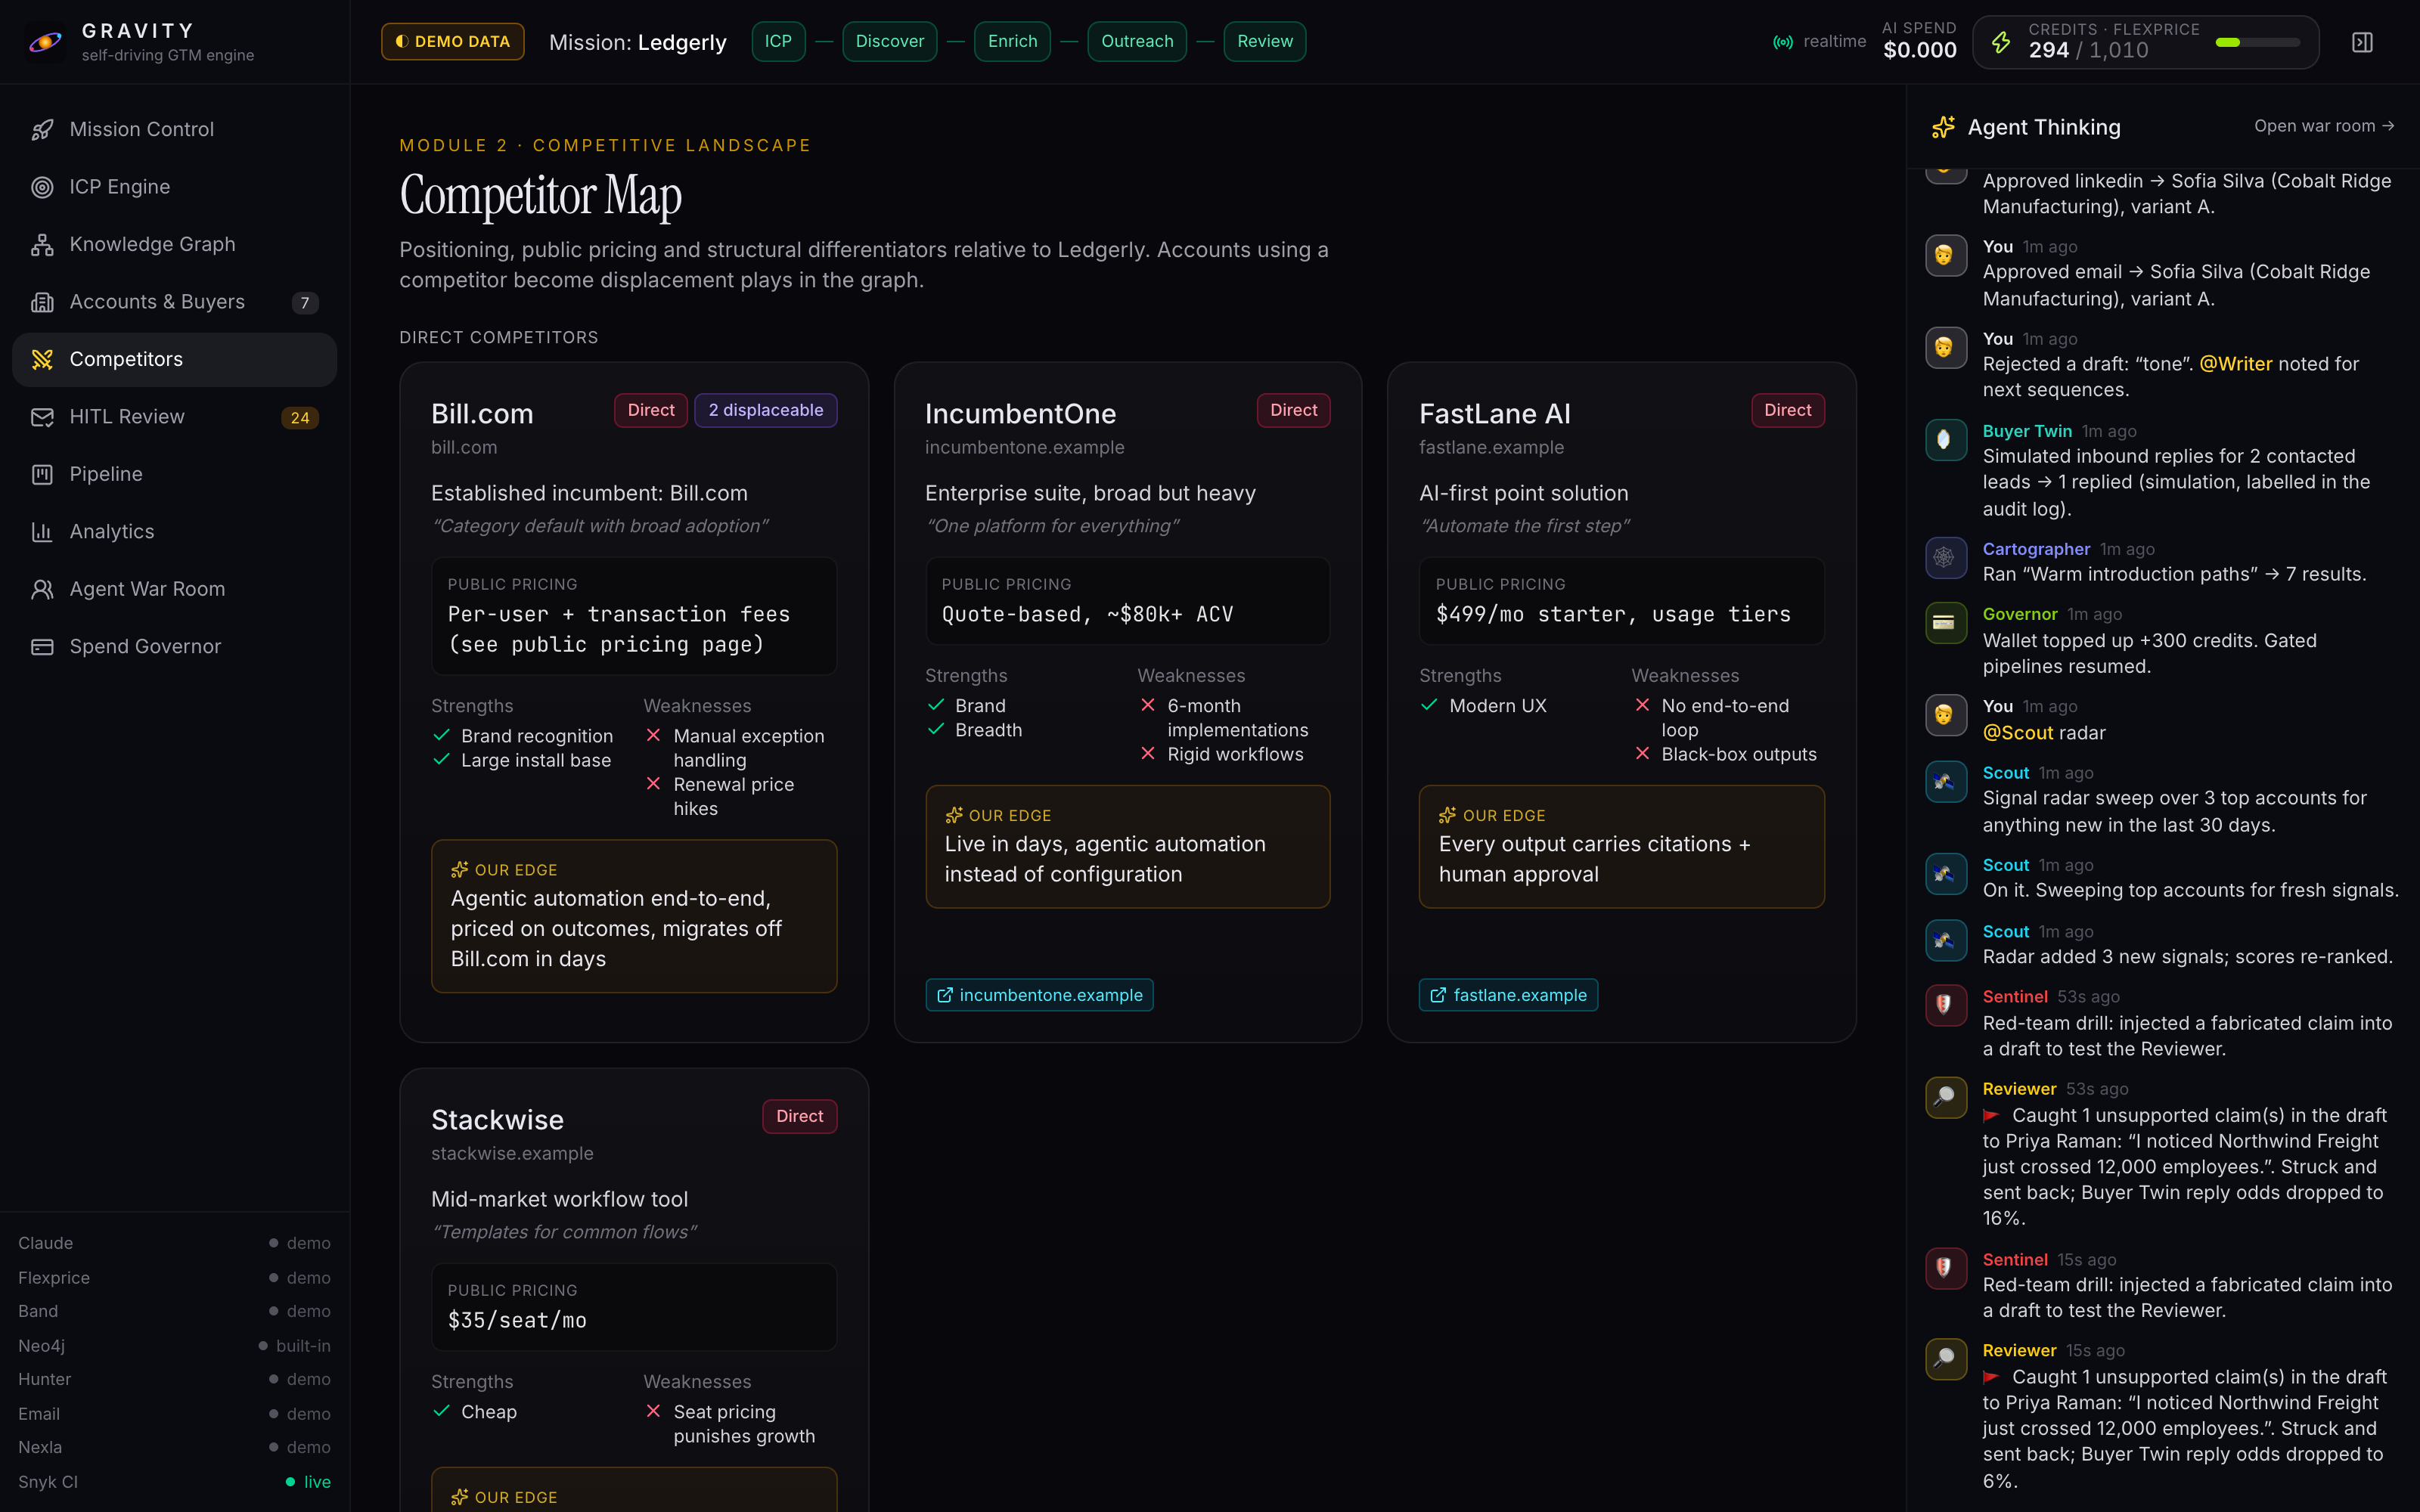 GRAVITY
self-driving GTM engine
DEMO DATA
Mission: Ledgerly
ICP
Discover
Enrich
Outreach
Review
realtime
AI SPEND
$0.000
CREDITS · FLEXPRICE
294 / 1,010
Mission Control
ICP Engine
Knowledge Graph
Accounts & Buyers
7
Competitors
HITL Review
24
Pipeline
Analytics
Agent War Room
Spend Governor
Claude
demo
Flexprice
demo
Band
demo
Neo4j
built-in
Hunter
demo
Email
demo
Nexla
demo
Snyk CI
live
MODULE 2 · COMPETITIVE LANDSCAPE
Competitor Map
Positioning, public pricing and structural differentiators relative to Ledgerly. Accounts using a
competitor become displacement plays in the graph.
DIRECT COMPETITORS
Bill.com
Direct
2 displaceable
bill.com
Established incumbent: Bill.com
“Category default with broad adoption”
PUBLIC PRICING
Per-user + transaction fees
(see public pricing page)
Strengths
Brand recognition
Large install base
Weaknesses
Manual exception
handling
Renewal price
hikes
OUR EDGE
Agentic automation end-to-end,
priced on outcomes, migrates off
Bill.com in days
IncumbentOne
Direct
incumbentone.example
Enterprise suite, broad but heavy
“One platform for everything”
PUBLIC PRICING
Quote-based, ~$80k+ ACV
Strengths
Brand
Breadth
Weaknesses
6-month
implementations
Rigid workflows
OUR EDGE
Live in days, agentic automation
instead of configuration
incumbentone.example
FastLane AI
Direct
fastlane.example
AI-first point solution
“Automate the first step”
PUBLIC PRICING
$499/mo starter, usage tiers
Strengths
Modern UX
Weaknesses
No end-to-end
loop
Black-box outputs
OUR EDGE
Every output carries citations +
human approval
fastlane.example
Stackwise
Direct
stackwise.example
Mid-market workflow tool
“Templates for common flows”
PUBLIC PRICING
$35/seat/mo
Strengths
Cheap
Weaknesses
Seat pricing
punishes growth
OUR EDGE
Agent Thinking
Open war room →
Approved linkedin → Sofia Silva (Cobalt Ridge
Manufacturing), variant A.
You 1m ago
Approved email → Sofia Silva (Cobalt Ridge
Manufacturing), variant A.
You 1m ago
Rejected a draft: “tone”. @Writer noted for
next sequences.
Buyer Twin 1m ago
Simulated inbound replies for 2 contacted
leads → 1 replied (simulation, labelled in the
audit log).
Cartographer 1m ago
Ran “Warm introduction paths” → 7 results.
Governor 1m ago
Wallet topped up +300 credits. Gated
pipelines resumed.
You 1m ago
@Scout radar
Scout 1m ago
Signal radar sweep over 3 top accounts for
anything new in the last 30 days.
Scout 1m ago
On it. Sweeping top accounts for fresh signals.
Scout 1m ago
Radar added 3 new signals; scores re-ranked.
Sentinel 53s ago
Red-team drill: injected a fabricated claim into
a draft to test the Reviewer.
Reviewer 53s ago
Caught 1 unsupported claim(s) in the draft
to Priya Raman: “I noticed Northwind Freight
just crossed 12,000 employees.”. Struck and
sent back; Buyer Twin reply odds dropped to
16%.
Sentinel 15s ago
Red-team drill: injected a fabricated claim into
a draft to test the Reviewer.
Reviewer 15s ago
Caught 1 unsupported claim(s) in the draft
to Priya Raman: “I noticed Northwind Freight
just crossed 12,000 employees.”. Struck and
sent back; Buyer Twin reply odds dropped to
6%.